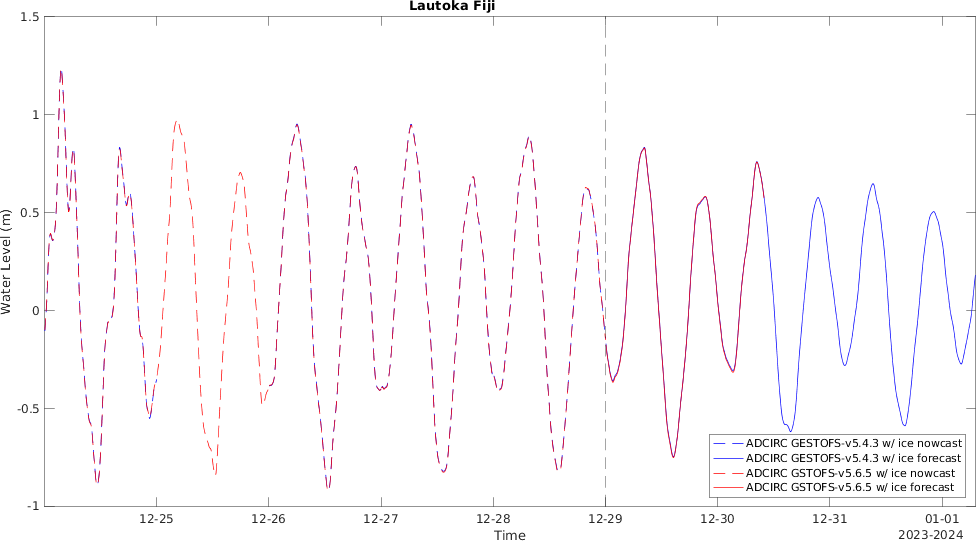 Lautoka Fiji
1.5
1
0.5
0
-0.5
-1
Water Level (m)
ADCIRC GESTOFS-v5.4.3 w/ ice nowcast
ADCIRC GESTOFS-v5.4.3 w/ ice forecast
ADCIRC GSTOFS-v5.6.5 w/ ice nowcast
ADCIRC GSTOFS-v5.6.5 w/ ice forecast
12-25 12-26 12-27 12-28 12-29 12-30 12-31 01-01
Time
2023-2024